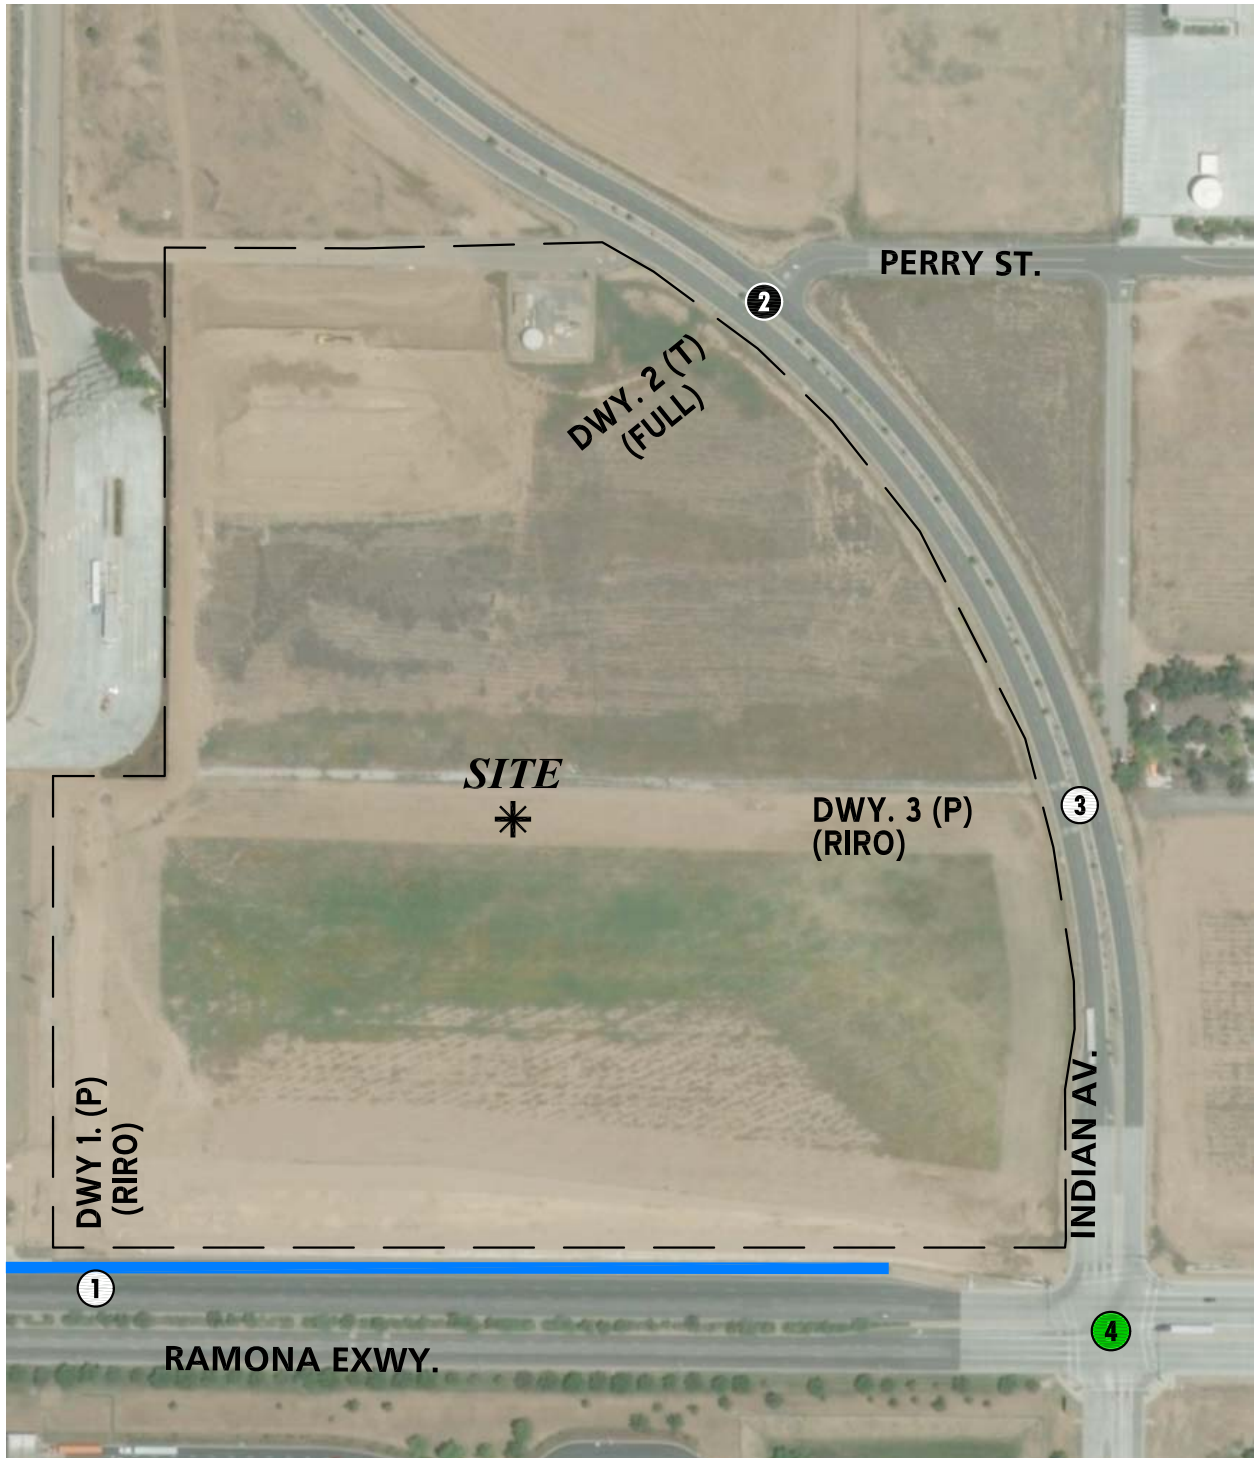 PERRY ST.
2
DWY. 2 (T)
(FULL)
SITE
DWY. 3 (P)
(RIRO)
3
DWY 1. (P)
(RIRO)
INDIAN AV.
1
4
RAMONA EXWY.